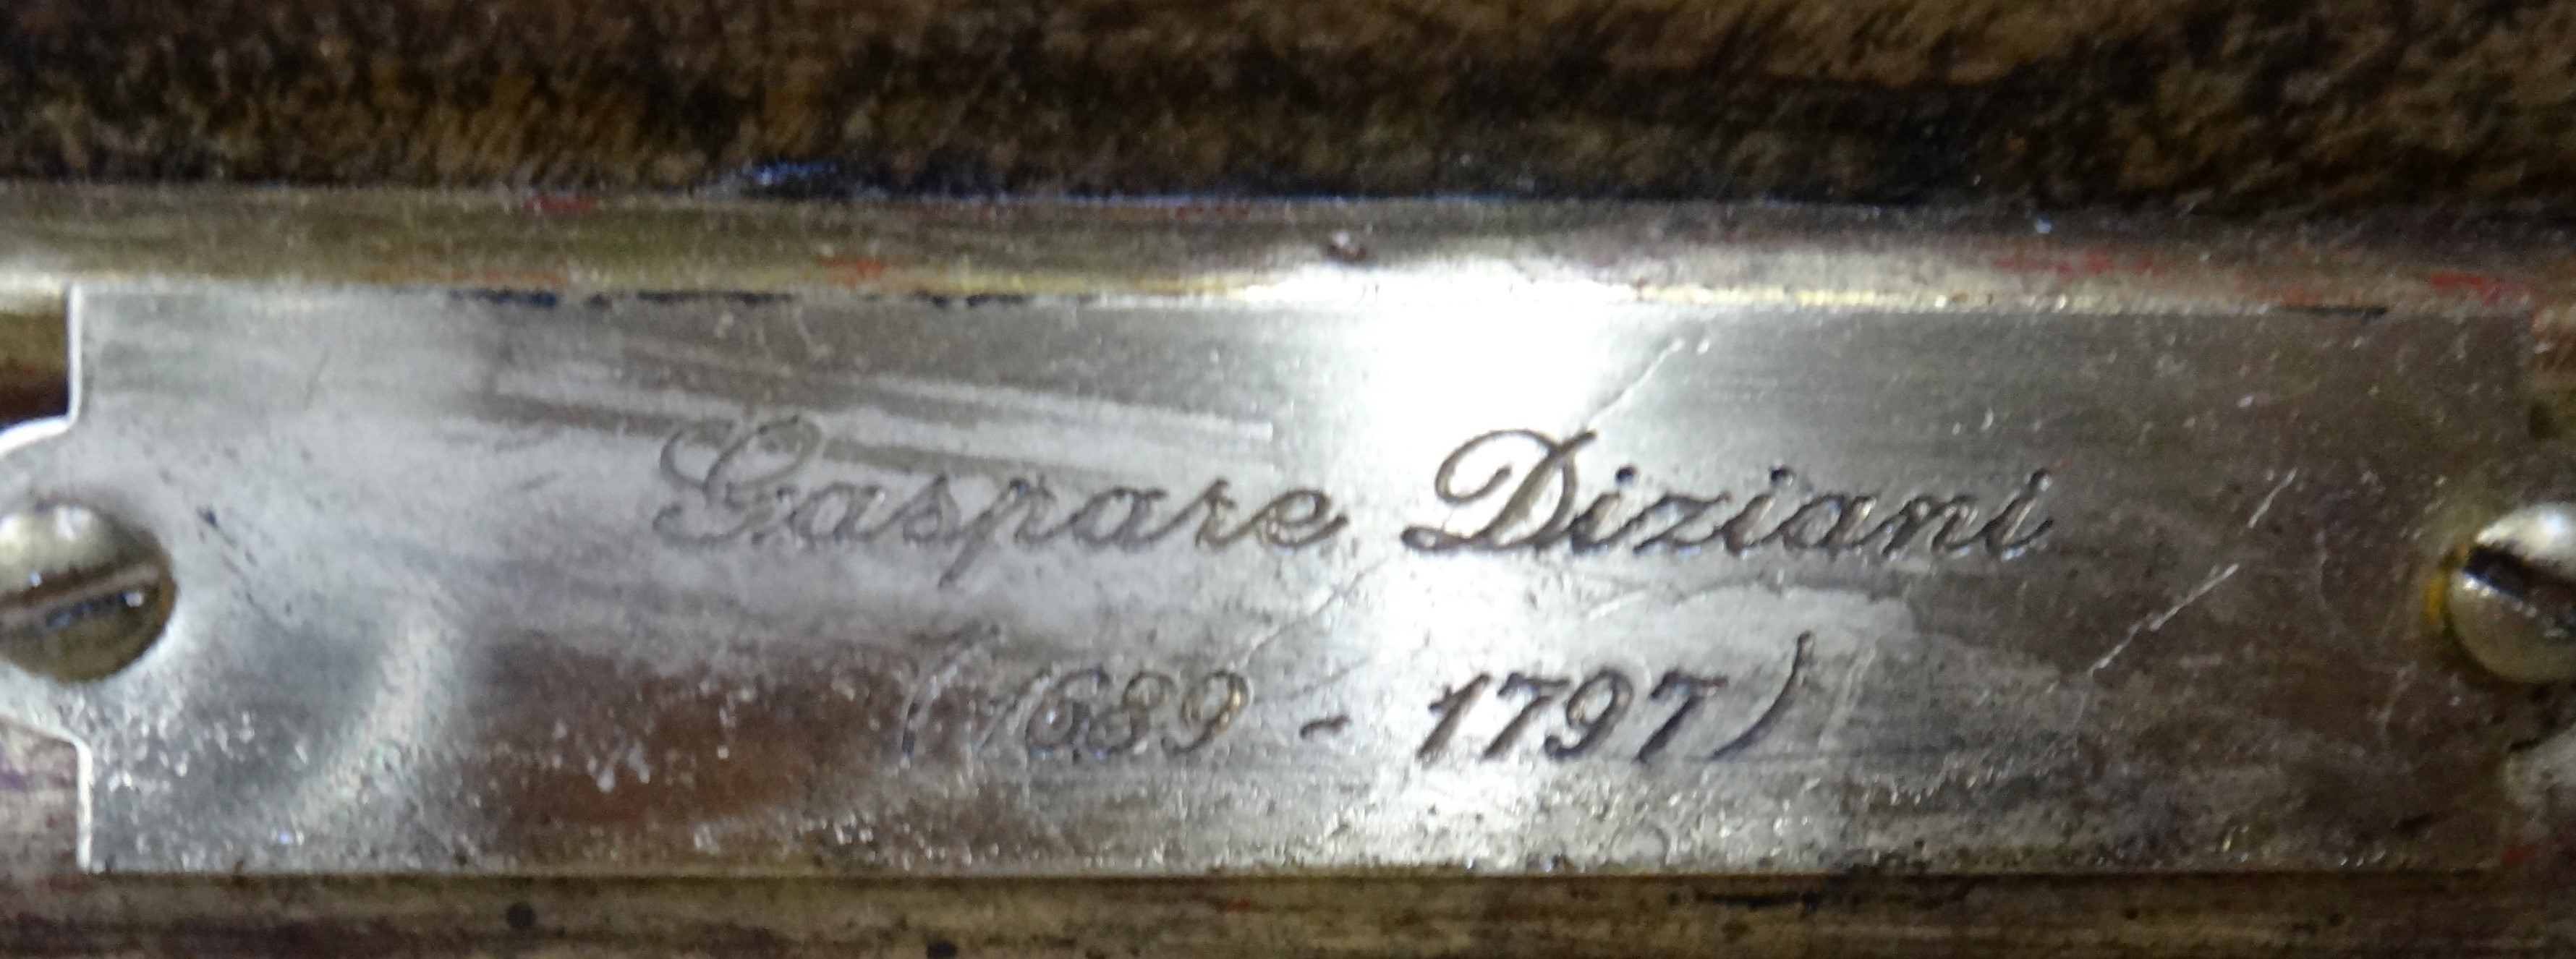 Gaspare Diziani
(1689 - 1797)